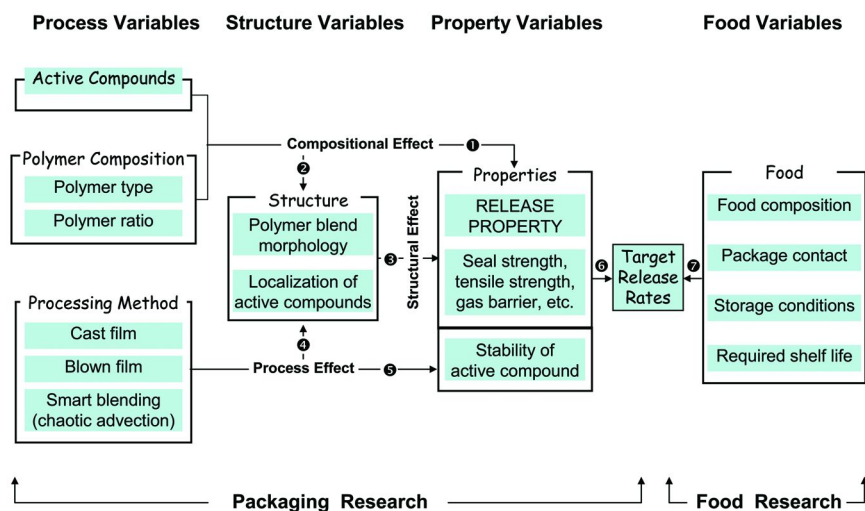 Process Variables
Structure Variables
Property Variables
Food Variables
Active Compounds
Polymer Composition
Polymer type
Polymer ratio
Processing Method
Cast film
Blown film
Smart blending
(chaotic advection)
Compositional Effect ❶
❷
Structure
Polymer blend
morphology
Localization of
active compounds
❸
Structural Effect
❹
Process Effect ❺
Properties
RELEASE
PROPERTY
Seal strength,
tensile strength,
gas barrier, etc.
Stability of
active compound
❻
Target
Release
Rates
❼
Food
Food composition
Package contact
Storage conditions
Required shelf life
Packaging Research
Food Research